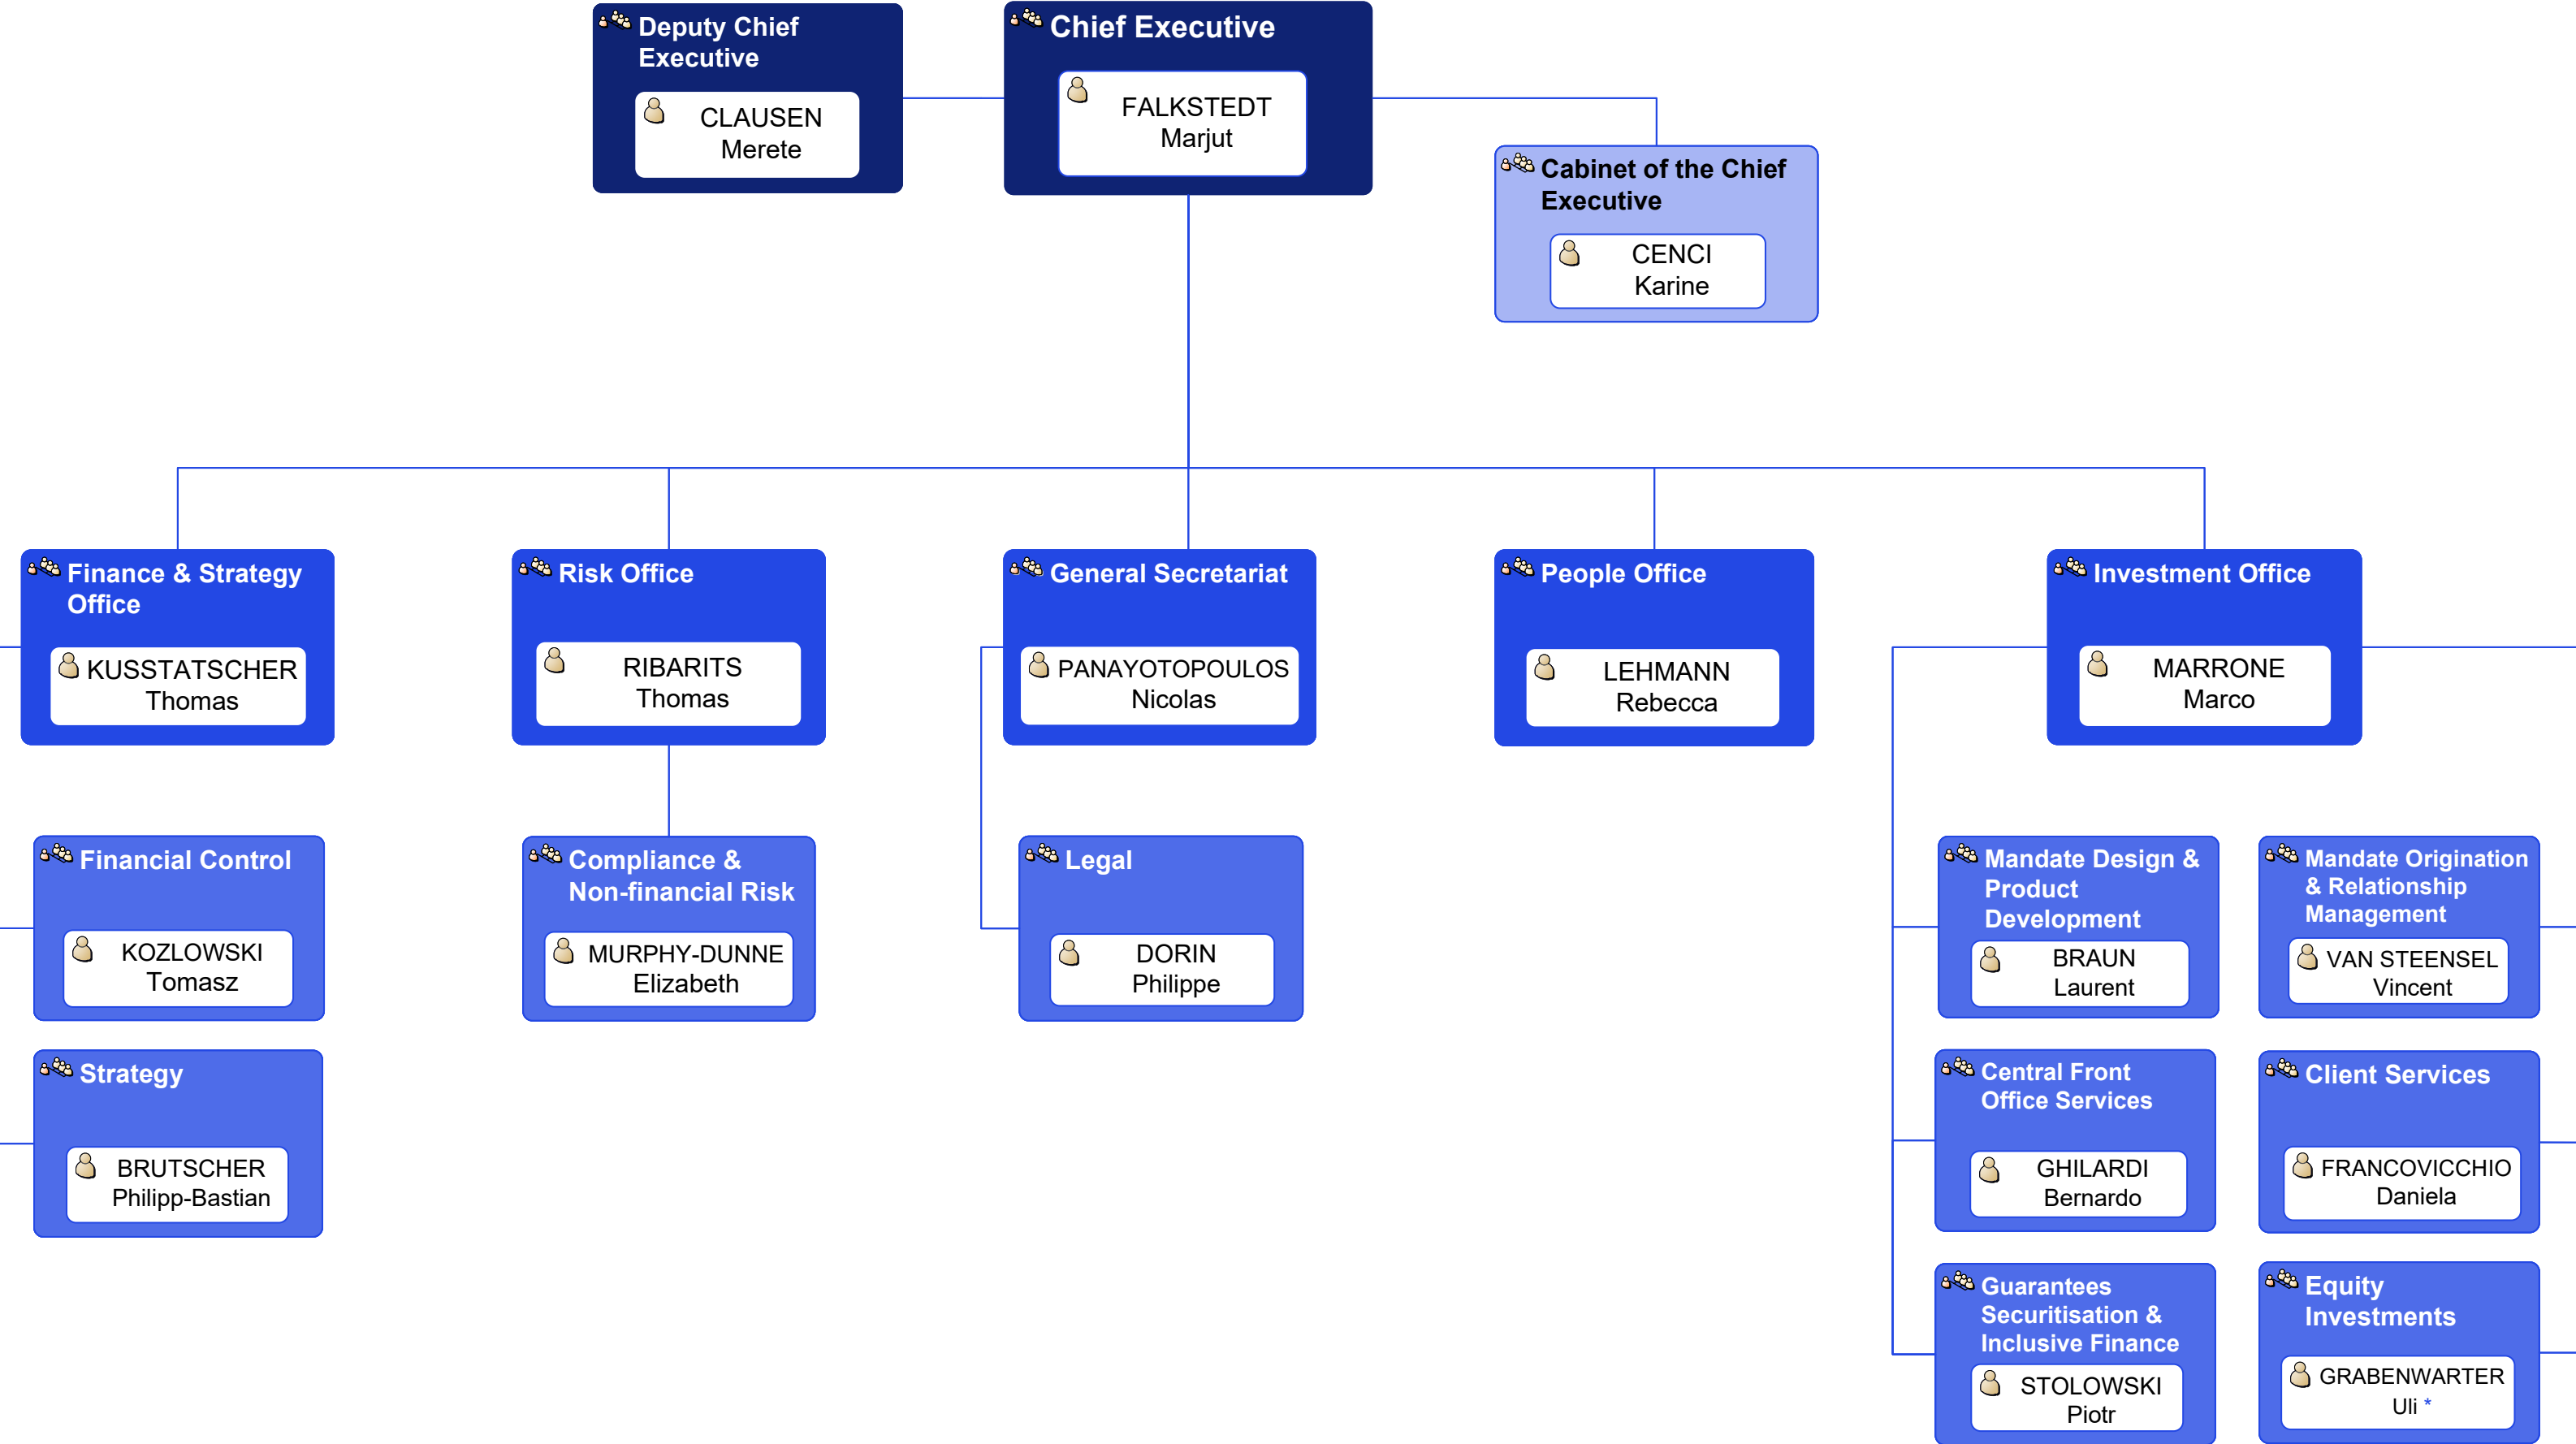 Deputy Chief
Executive
CLAUSEN
Merete
Chief Executive
FALKSTEDT
Marjut
Cabinet of the Chief
Executive
CENCI
Karine
Finance & Strategy
Office
KUSSTATSCHER
Thomas
Risk Office
RIBARITS
Thomas
General Secretariat
PANAYOTOPOULOS
Nicolas
People Office
LEHMANN
Rebecca
Investment Office
MARRONE
Marco
Financial Control
KOZLOWSKI
Tomasz
Compliance &
Non-financial Risk
MURPHY-DUNNE
Elizabeth
Legal
DORIN
Philippe
Mandate Design &
Product
Development
BRAUN
Laurent
Mandate Origination
& Relationship
Management
VAN STEENSEL
Vincent
Strategy
BRUTSCHER
Philipp-Bastian
Central Front
Office Services
GHILARDI
Bernardo
Client Services
FRANCOVICCHIO
Daniela
Guarantees
Securitisation &
Inclusive Finance
STOLOWSKI
Piotr
Equity
Investments
GRABENWARTER
Uli *